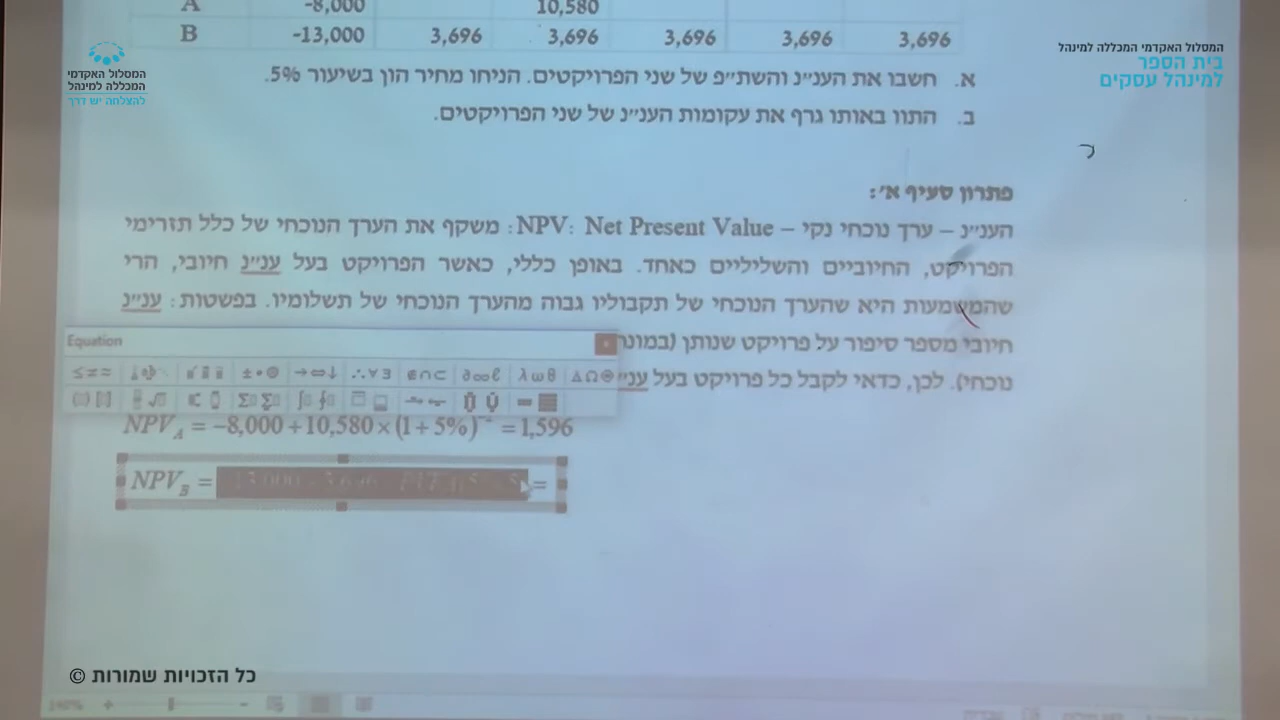 A -8,000 10,580
B -13,000 3,696 3,696 3,696 3,696 3,696
המסלול האקדמי המכללה למינהל
בית הספר
למינהל עסקים
המסלול האקדמי
המכללה למינהל
להצלחה יש דרך
א. חשבו את הענ״נ והשת״פ של שני הפרויקטים. הניחו מחיר הון בשיעור 5%.
ב. התוו באותו גרף את עקומות הענ״נ של שני הפרויקטים.
פתרון סעיף א׳:
הענ״נ – ערך נוכחי נקי – NPV: Net Present Value: משקף את הערך הנוכחי של כלל תזרימי
הפרויקט, החיוביים והשליליים כאחד. באופן כללי, כאשר הפרויקט בעל ענ״נ חיובי, הרי
שהמשמעות היא שהערך הנוכחי של תקבוליו גבוה מהערך הנוכחי של תשלומיו. בפשטות: ענ״נ
חיובי מספר סיפור על פרויקט שנותן
Equation
נוכחי). לכן, כדאי לקבל כל פרויקט בעל
NPV_A = -8,000 + 10,580 × (1 + 5%) = 1,596
NPV_B = =
כל הזכויות שמורות ©